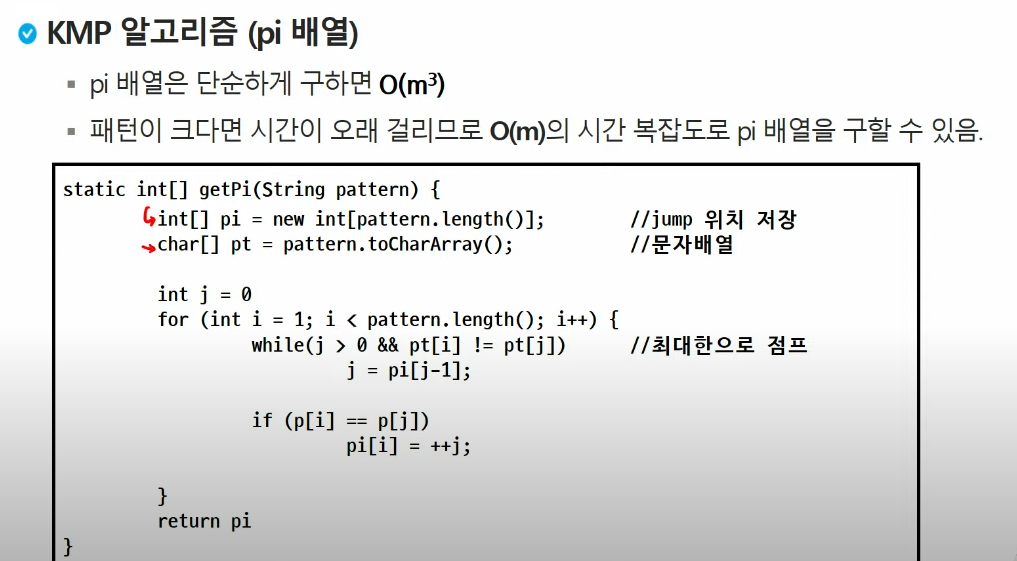 KMP 알고리즘 (pi 배열)
pi 배열은 단순하게 구하면 O(m³)
패턴이 크다면 시간이 오래 걸리므로 O(m)의 시간 복잡도로 pi 배열을 구할 수 있음.
static int[] getPi(String pattern) {
int[] pi = new int[pattern.length()]; //jump 위치 저장
char[] pt = pattern.toCharArray(); //문자배열
int j = 0
for (int i = 1; i < pattern.length(); i++) {
while(j > 0 && pt[i] != pt[j]) //최대한으로 점프
j = pi[j-1];
if (p[i] == p[j])
pi[i] = ++j;
}
return pi
}